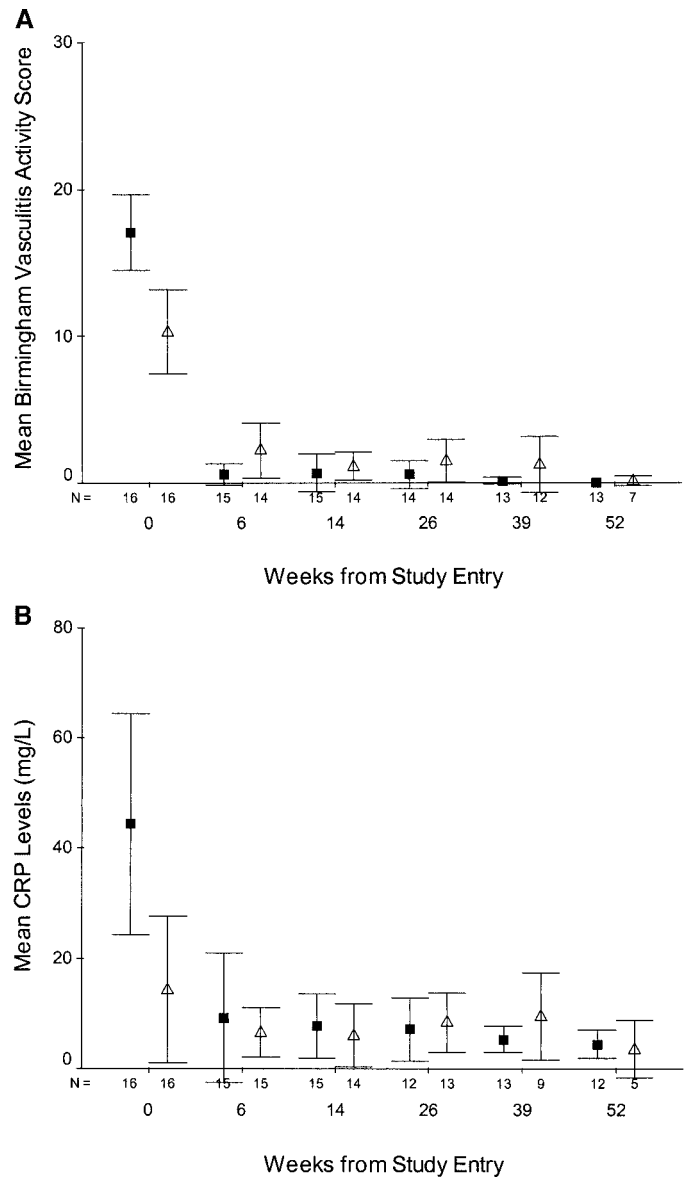 A
Mean Birmingham Vasculitis Activity Score
30
20
10
0
N = 16 16 15 14 15 14 14 14 13 12 13 7
0 6 14 26 39 52
Weeks from Study Entry
B
Mean CRP Levels (mg/L)
80
60
40
20
0
N = 16 16 15 15 15 14 12 13 13 9 12 5
0 6 14 26 39 52
Weeks from Study Entry